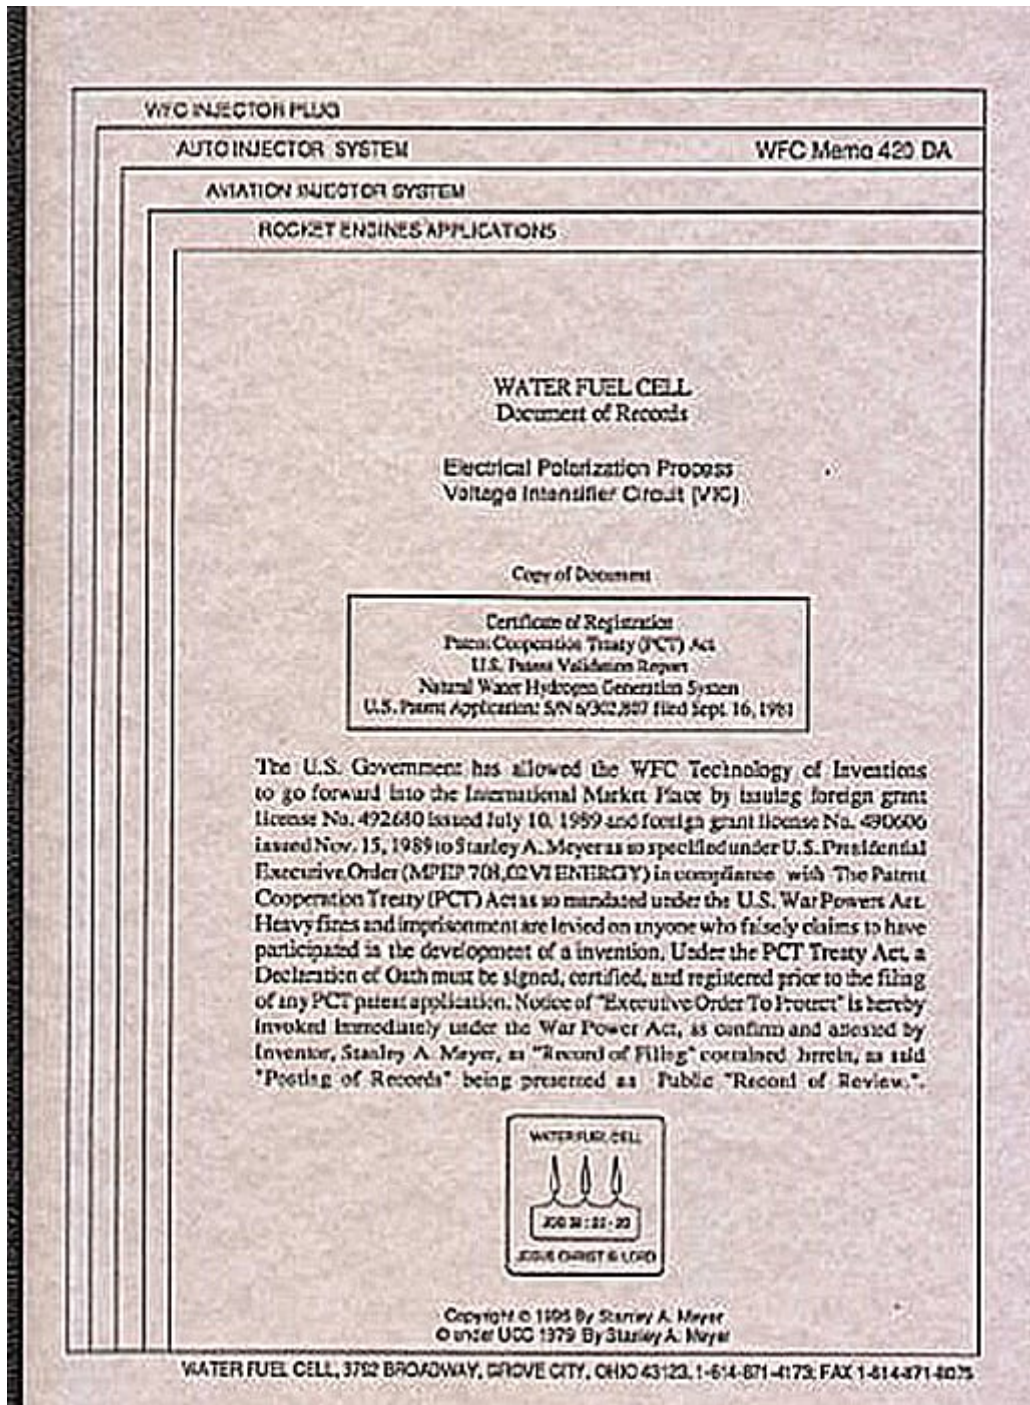 WFC INJECTOR PLUG
AUTO INJECTOR SYSTEM WFC Memo 420 DA
AVIATION INJECTOR SYSTEM
ROCKET ENGINES APPLICATIONS
WATER FUEL CELL
Document of Records
Electrical Polarization Process
Voltage Intensifier Circuit (VIC)
Copy of Document
Certificate of Registration
Patent Cooperation Treaty (PCT) Act
U.S. Patent Validation Report
Natural Water Hydrogen Generation System
U.S. Patent Application: S/N 6/302,807 filed Sept. 16, 1981
The U.S. Government has allowed the WFC Technology of Inventions
to go forward into the International Market Place by issuing foreign grant
license No. 492680 issued July 10, 1989 and foreign grant license No. 490606
issued Nov. 15, 1989 to Stanley A. Meyer as so specified under U.S. Presidential
Executive Order (MPEP 708,02 VI ENERGY) in compliance with The Patent
Cooperation Treaty (PCT) Act as so mandated under the U.S. War Powers Act.
Heavy fines and imprisonment are levied on anyone who falsely claims to have
participated in the development of a invention. Under the PCT Treaty Act, a
Declaration of Oath must be signed, certified, and registered prior to the filing
of any PCT patent application. Notice of "Executive Order To Protect" is hereby
invoked immediately under the War Power Act, as confirm and attested by
Inventor, Stanley A. Meyer, as "Record of Filing" contained herein, as said
"Posting of Records" being presented as Public "Record of Review.".
WATER FUEL CELL
JESUS CHRIST IS LORD
Copyright © 1995 By Stanley A. Meyer
© under UCC 1979 By Stanley A. Meyer
WATER FUEL CELL, 3792 BROADWAY, GROVE CITY, OHIO 43123, 1-614-871-4173; FAX 1-614-871-8075